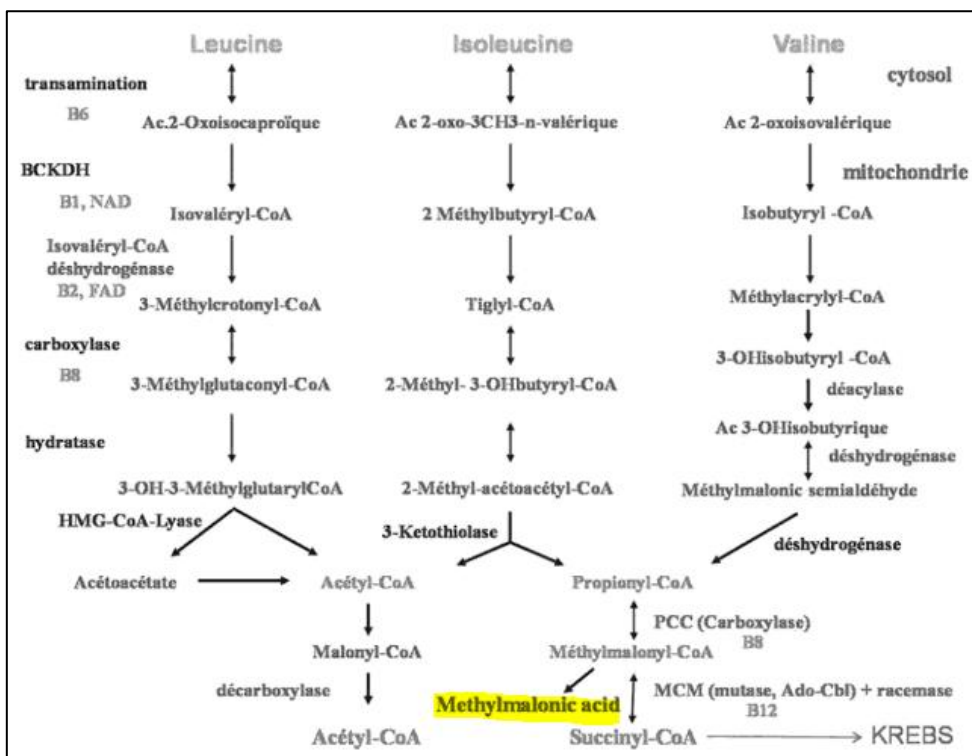 Leucine Isoleucine Valine
transamination cytosol
B6
Ac.2-Oxoisocaproïque Ac 2-oxo-3CH3-n-valérique Ac 2-oxoisovalérique
BCKDH mitochondrie
B1, NAD
Isovaléryl-CoA 2 Méthylbutyryl-CoA Isobutyryl -CoA
Isovaléryl-CoA
déshydrogénase
B2, FAD
3-Méthylcrotonyl-CoA Tiglyl-CoA Méthylacrylyl-CoA
carboxylase 3-OHisobutyryl -CoA
B8
3-Méthylglutaconyl-CoA 2-Méthyl- 3-OHbutyryl-CoA déacylase
Ac 3-OHisobutyrique
hydratase déshydrogénase
3-OH-3-MéthylglutarylCoA 2-Méthyl-acétoacétyl-CoA Méthylmalonic semialdéhyde
HMG-CoA-Lyase 3-Ketothiolase déshydrogénase
Acétoacétate Acétyl-CoA Propionyl-CoA
PCC (Carboxylase)
B8
Malonyl-CoA Méthylmalonyl-CoA
décarboxylase MCM (mutase, Ado-Cbl) + racemase
Methylmalonic acid B12
Acétyl-CoA Succinyl-CoA KREBS